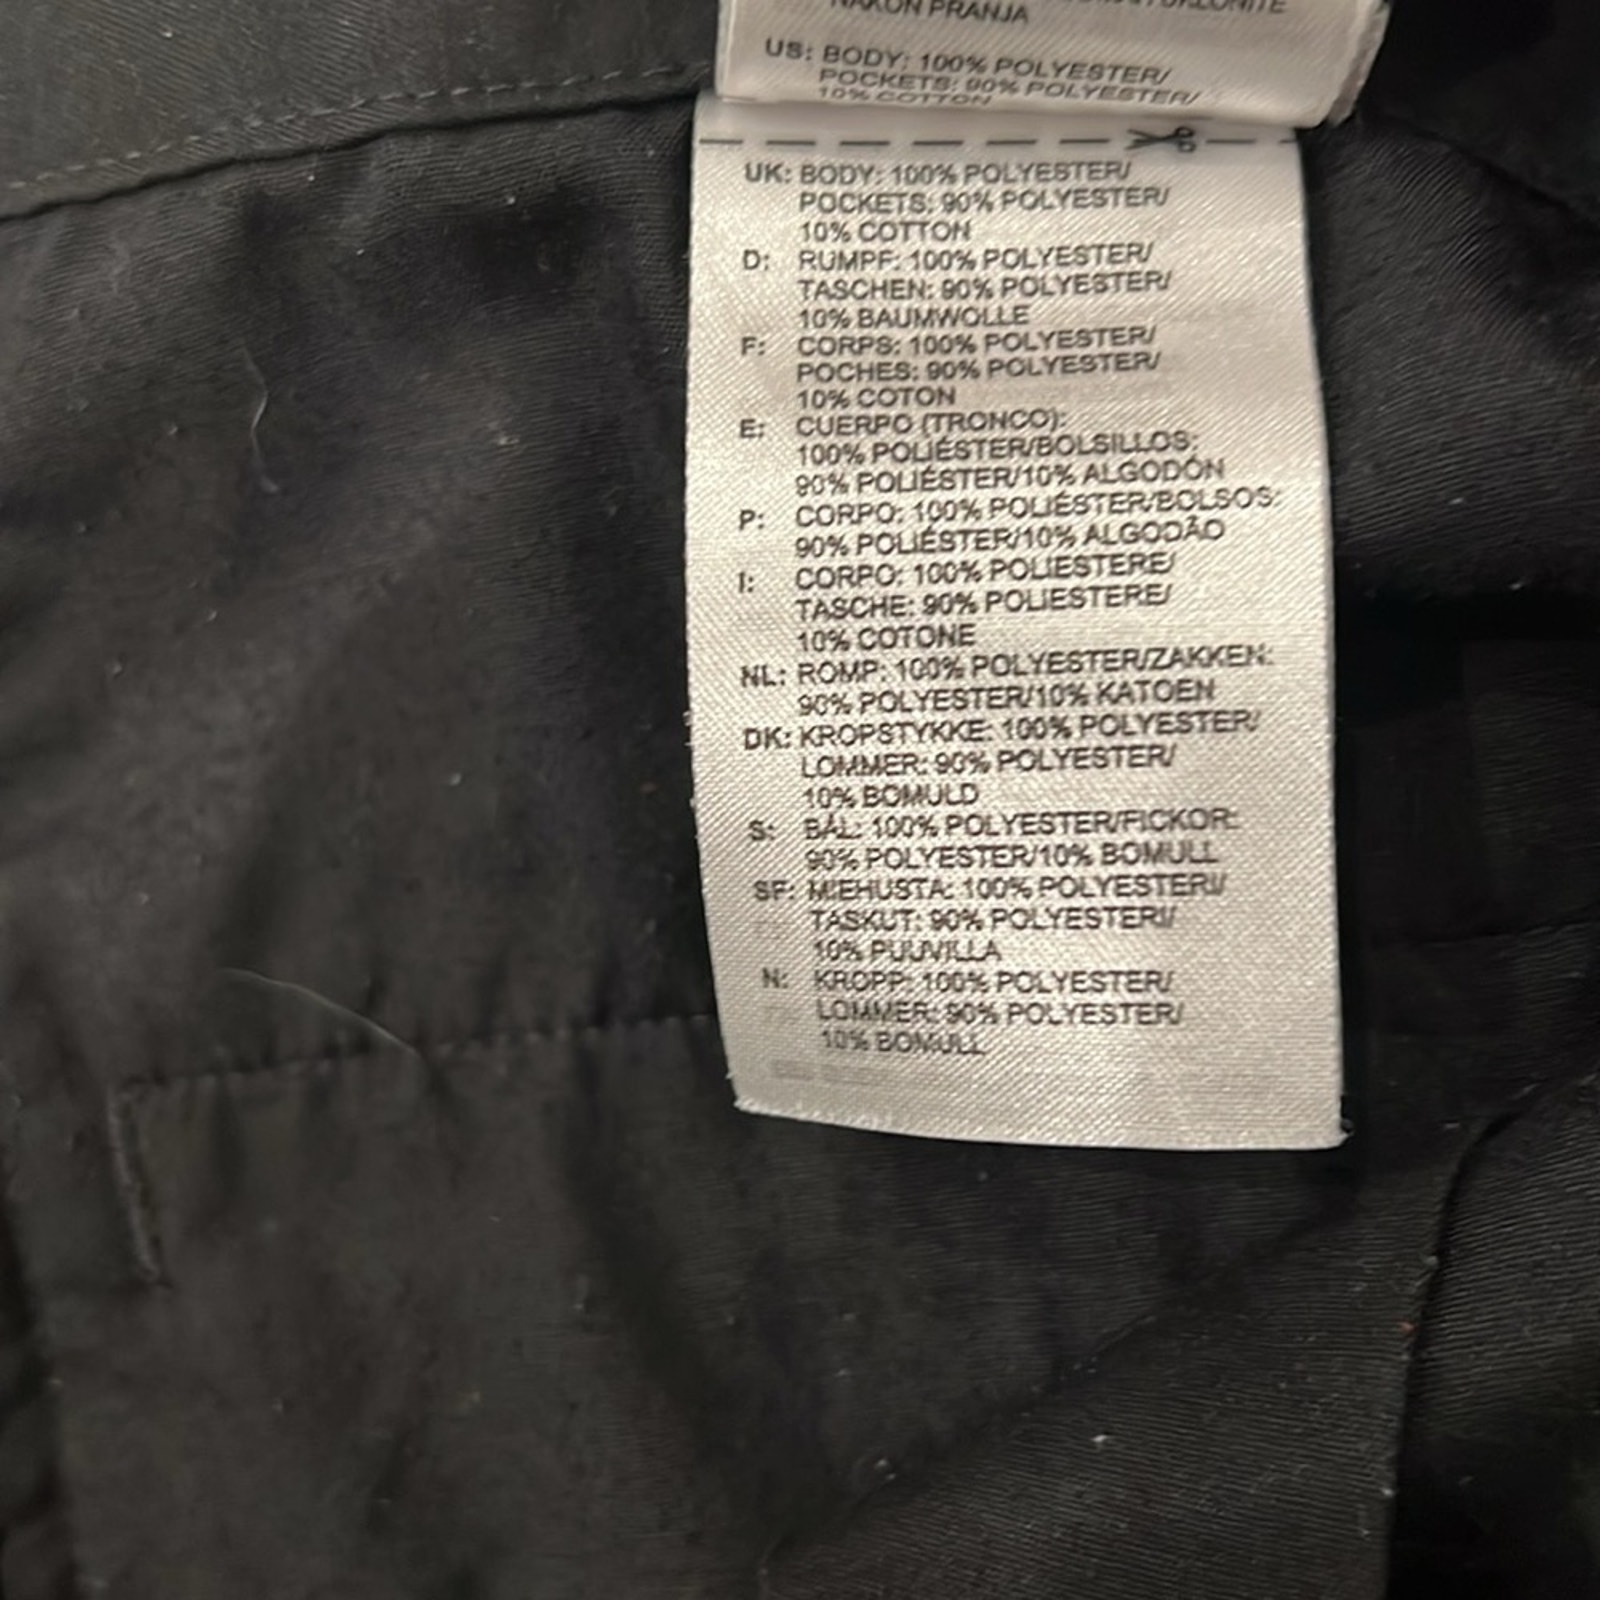 NAKON PRANJA
US: BODY: 100% POLYESTER/
POCKETS: 90% POLYESTER/
10% COTTON
UK: BODY: 100% POLYESTER/
POCKETS: 90% POLYESTER/
10% COTTON
D: RUMPF: 100% POLYESTER/
TASCHEN: 90% POLYESTER/
10% BAUMWOLLE
F: CORPS: 100% POLYESTER/
POCHES: 90% POLYESTER/
10% COTON
E: CUERPO (TRONCO):
100% POLIÉSTER/BOLSILLOS:
90% POLIÉSTER/10% ALGODÓN
P: CORPO: 100% POLIÉSTER/BOLSOS:
90% POLIÉSTER/10% ALGODÃO
I: CORPO: 100% POLIESTERE/
TASCHE: 90% POLIESTERE/
10% COTONE
NL: ROMP: 100% POLYESTER/ZAKKEN:
90% POLYESTER/10% KATOEN
DK: KROPSTYKKE: 100% POLYESTER/
LOMMER: 90% POLYESTER/
10% BOMULD
S: BÅL: 100% POLYESTER/FICKOR:
90% POLYESTER/10% BOMULL
SF: MIEHUSTA: 100% POLYESTERI/
TASKUT: 90% POLYESTERI/
10% PUUVILLA
N: KROPP: 100% POLYESTER/
LOMMER: 90% POLYESTER/
10% BOMULL